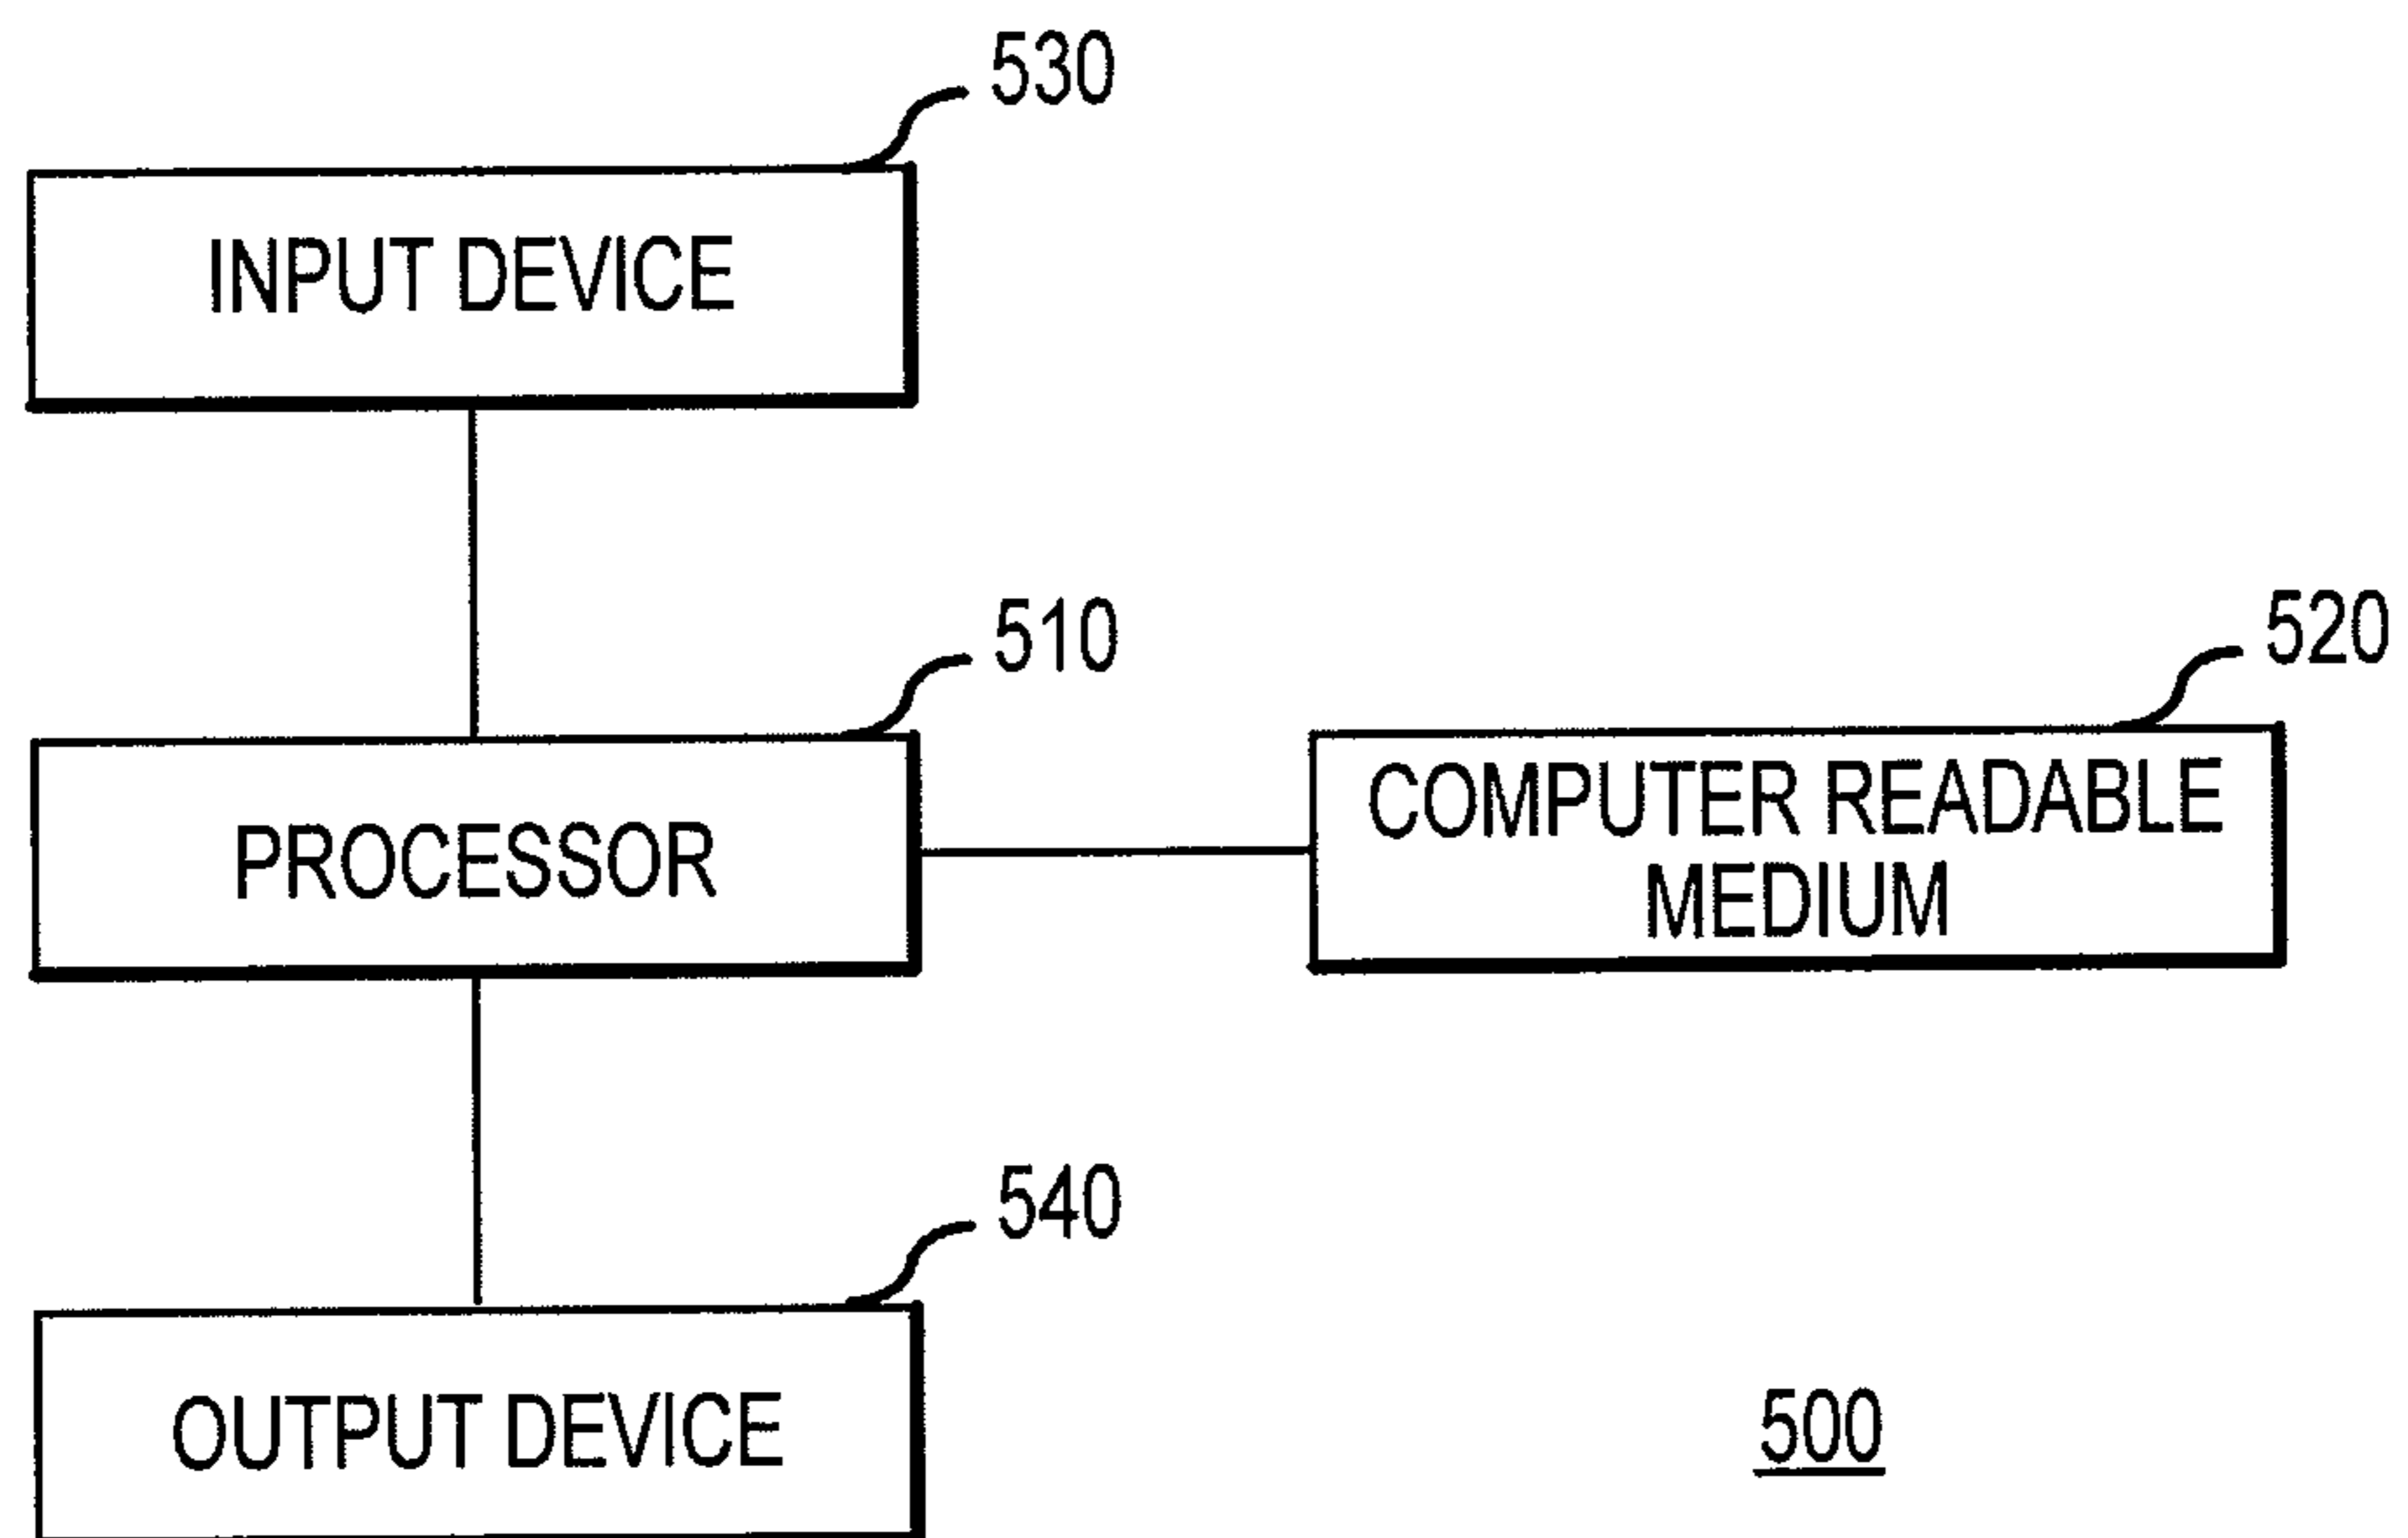 530
INPUT DEVICE
510
520
PROCESSOR
COMPUTER READABLE
MEDIUM
540
OUTPUT DEVICE
500